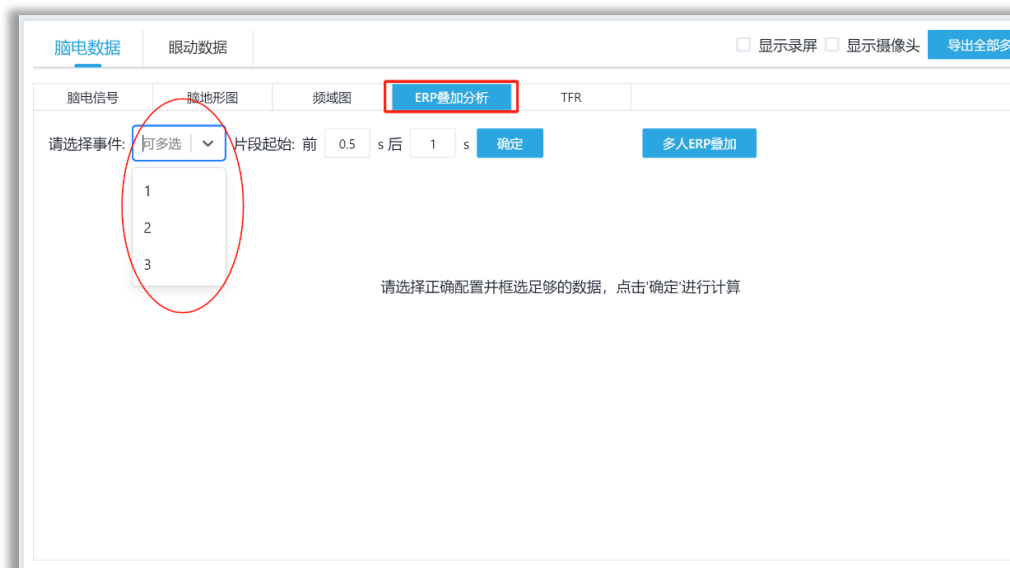 脑电数据 眼动数据 显示录屏 显示摄像头 导出全部多
脑电信号 脑地形图 频域图 ERP叠加分析 TFR
请选择事件: 可多选 片段起始: 前 0.5 s 后 1 s 确定 多人ERP叠加
1
2
3
请选择正确配置并框选足够的数据，点击'确定'进行计算